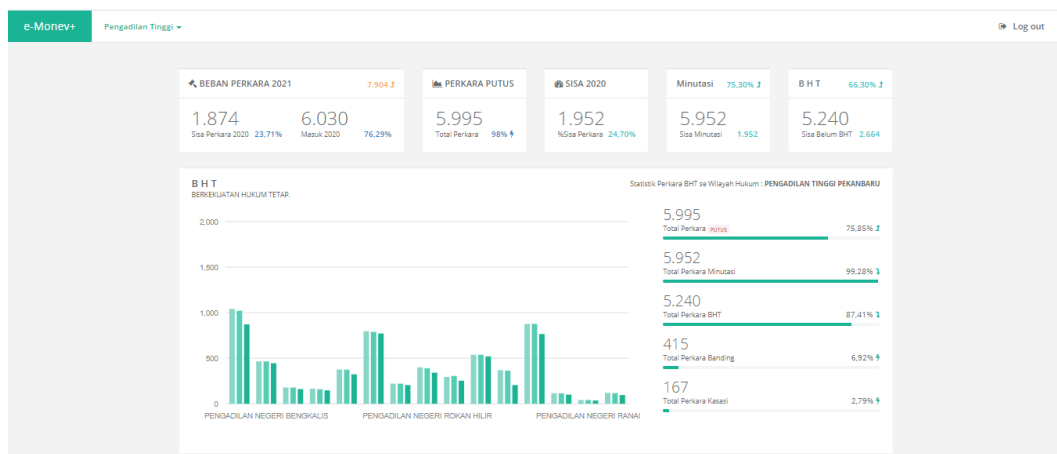 e-Monev+ Pengadilan Tinggi Log out
BEBAN PERKARA 2021 7.904
1.874 6.030
Sisa Perkara 2020 23,71% Masuk 2020 76,29%
PERKARA PUTUS
5.995
Total Perkara 98%
SISA 2020
1.952
%Sisa Perkara 24,70%
Minutasi 75,30%
5.952
Sisa Minutasi 1.952
B H T 66,30%
5.240
Sisa Belum BHT 2.664
B H T
BERKEKUATAN HUKUM TETAP.
Statistik Perkara BHT se Wilayah Hukum : PENGADILAN TINGGI PEKANBARU
2,000
1,500
1,000
500
0
PENGADILAN NEGERI BENGKALIS PENGADILAN NEGERI ROKAN HILIR PENGADILAN NEGERI RANAI
5.995
Total Perkara PUTUS 75,85%
5.952
Total Perkara Minutasi 99,28%
5.240
Total Perkara BHT 87,41%
415
Total Perkara Banding 6,92%
167
Total Perkara Kasasi 2,79%